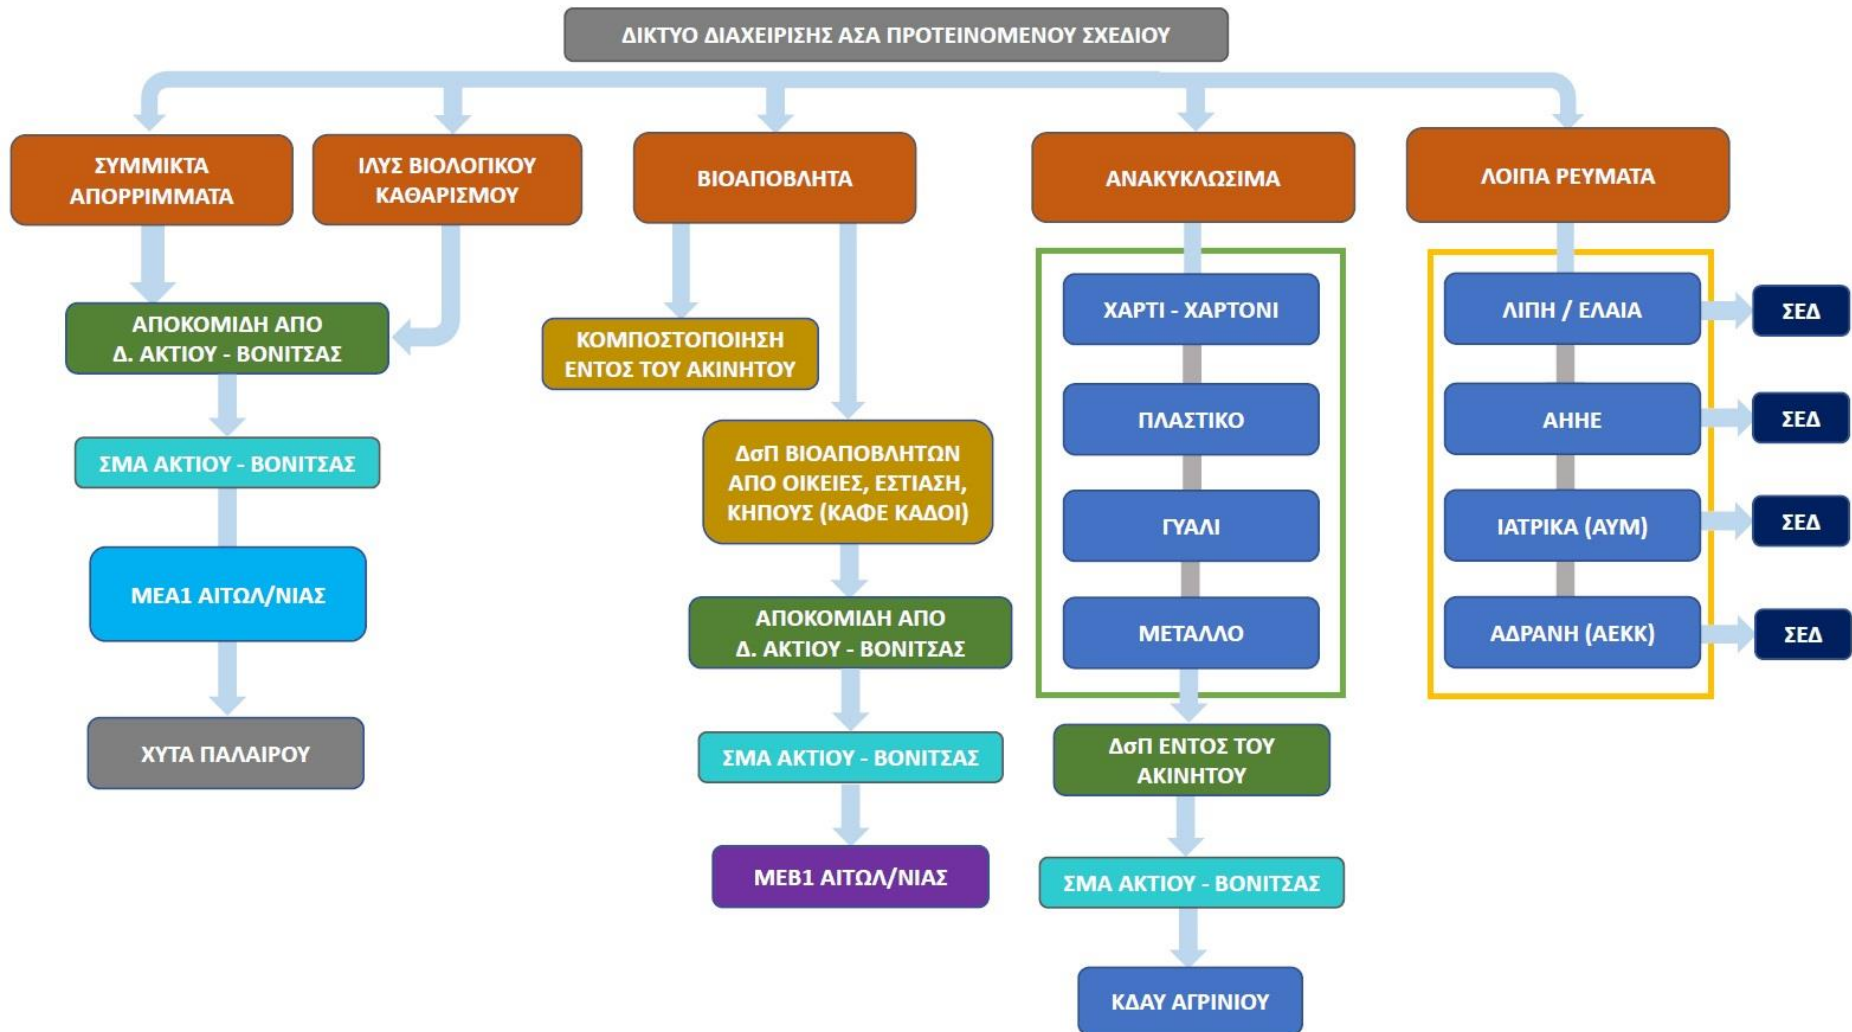 ΔΙΚΤΥΟ ΔΙΑΧΕΙΡΙΣΗΣ ΑΣΑ ΠΡΟΤΕΙΝΟΜΕΝΟΥ ΣΧΕΔΙΟΥ
ΣΥΜΜΙΚΤΑ
ΑΠΟΡΡΙΜΜΑΤΑ
ΙΛΥΣ ΒΙΟΛΟΓΙΚΟΥ
ΚΑΘΑΡΙΣΜΟΥ
ΒΙΟΑΠΟΒΛΗΤΑ
ΑΝΑΚΥΚΛΩΣΙΜΑ
ΛΟΙΠΑ ΡΕΥΜΑΤΑ
ΑΠΟΚΟΜΙΔΗ ΑΠΟ
Δ. ΑΚΤΙΟΥ - ΒΟΝΙΤΣΑΣ
ΣΜΑ ΑΚΤΙΟΥ - ΒΟΝΙΤΣΑΣ
ΜΕΑ1 ΑΙΤΩΛ/ΝΙΑΣ
ΧΥΤΑ ΠΑΛΑΙΡΟΥ
ΚΟΜΠΟΣΤΟΠΟΙΗΣΗ
ΕΝΤΟΣ ΤΟΥ ΑΚΙΝΗΤΟΥ
ΔσΠ ΒΙΟΑΠΟΒΛΗΤΩΝ
ΑΠΟ ΟΙΚΕΙΕΣ, ΕΣΤΙΑΣΗ,
ΚΗΠΟΥΣ (ΚΑΦΕ ΚΑΔΟΙ)
ΑΠΟΚΟΜΙΔΗ ΑΠΟ
Δ. ΑΚΤΙΟΥ - ΒΟΝΙΤΣΑΣ
ΣΜΑ ΑΚΤΙΟΥ - ΒΟΝΙΤΣΑΣ
ΜΕΒ1 ΑΙΤΩΛ/ΝΙΑΣ
ΧΑΡΤΙ - ΧΑΡΤΟΝΙ
ΠΛΑΣΤΙΚΟ
ΓΥΑΛΙ
ΜΕΤΑΛΛΟ
ΔσΠ ΕΝΤΟΣ ΤΟΥ
ΑΚΙΝΗΤΟΥ
ΣΜΑ ΑΚΤΙΟΥ - ΒΟΝΙΤΣΑΣ
ΚΔΑΥ ΑΓΡΙΝΙΟΥ
ΛΙΠΗ / ΕΛΑΙΑ
ΣΕΔ
ΑΗΗΕ
ΣΕΔ
ΙΑΤΡΙΚΑ (ΑΥΜ)
ΣΕΔ
ΑΔΡΑΝΗ (ΑΕΚΚ)
ΣΕΔ